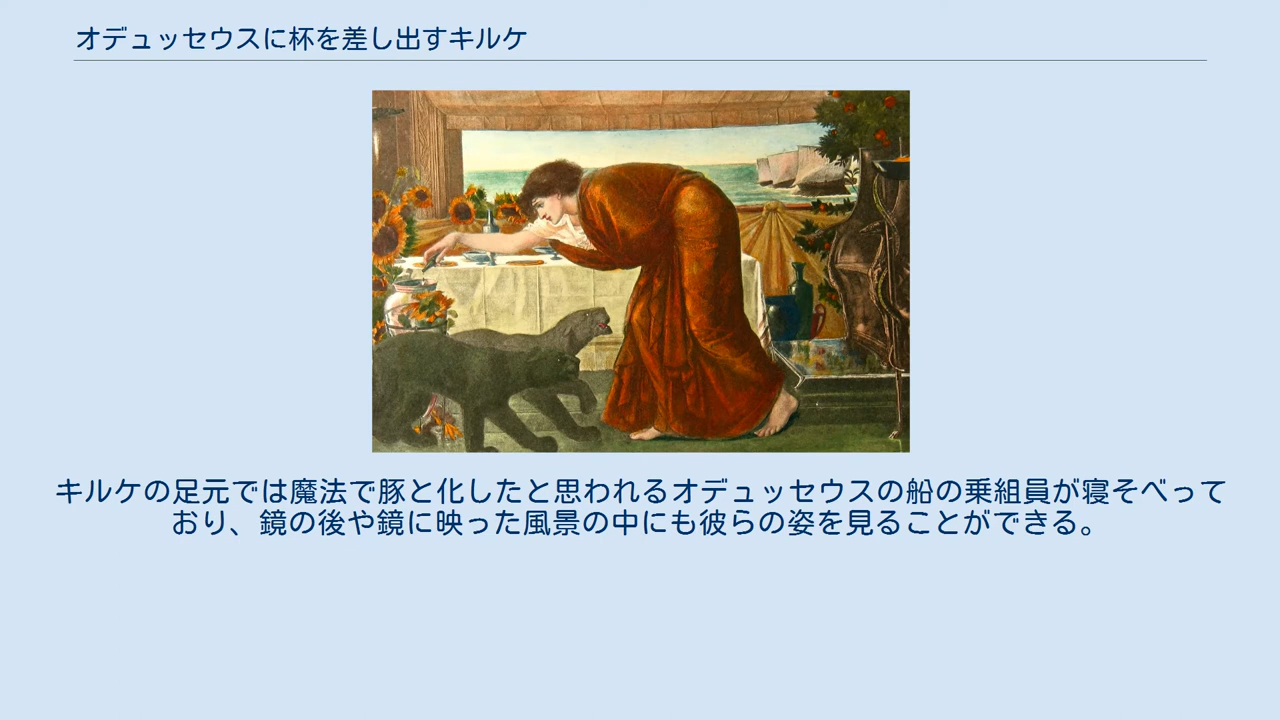 オデュッセウスに杯を差し出すキルケ
キルケの足元では魔法で豚と化したと思われるオデュッセウスの船の乗組員が寝そべって
おり、鏡の後や鏡に映った風景の中にも彼らの姿を見ることができる。